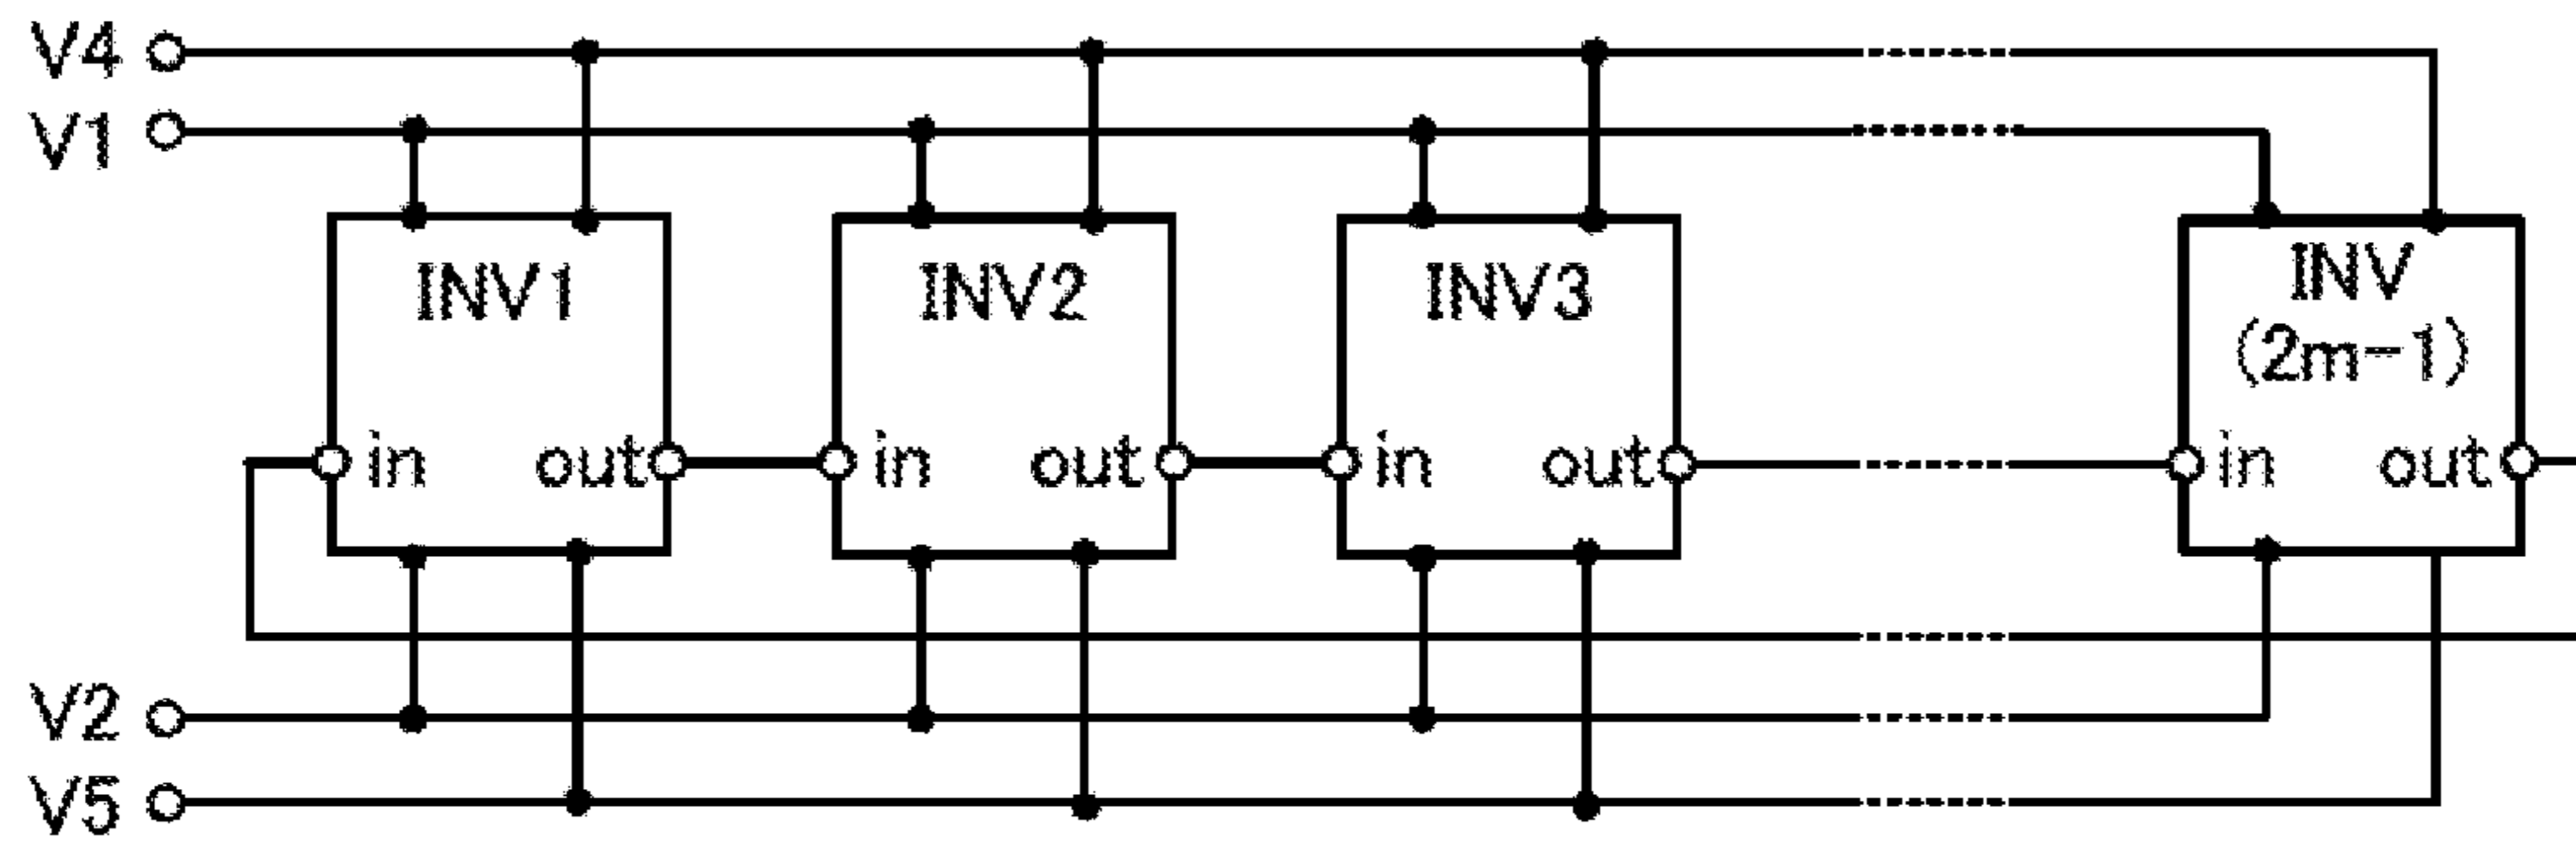 V4
V1
INV1
INV2
INV3
INV
(2m-1)
in
out
in
out
in
out
in
out
V2
V5